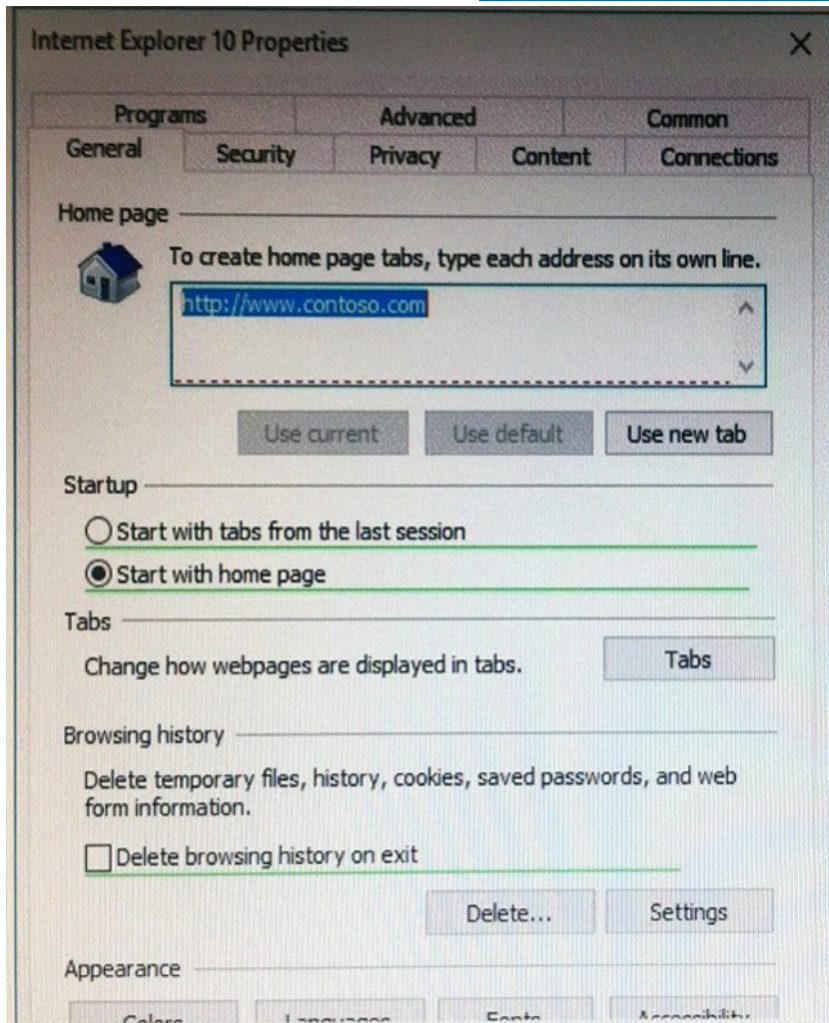 Internet Explorer 10 Properties
Programs Advanced Common
General Security Privacy Content Connections
Home page
To create home page tabs, type each address on its own line.
http://www.contoso.com
Use current Use default Use new tab
Startup
Start with tabs from the last session
Start with home page
Tabs
Change how webpages are displayed in tabs. Tabs
Browsing history
Delete temporary files, history, cookies, saved passwords, and web
form information.
Delete browsing history on exit
Delete... Settings
Appearance
Colors Languages Fonts Accessibility